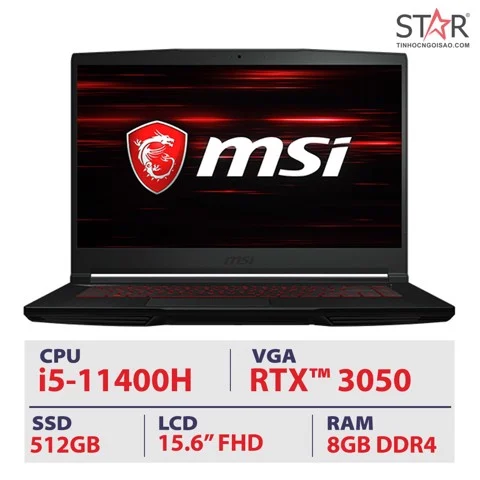 STAR
TINHOCNGOISAO.COM
msi
msi
CPU
i5-11400H
VGA
RTX™ 3050
SSD
512GB
LCD
15.6” FHD
RAM
8GB DDR4